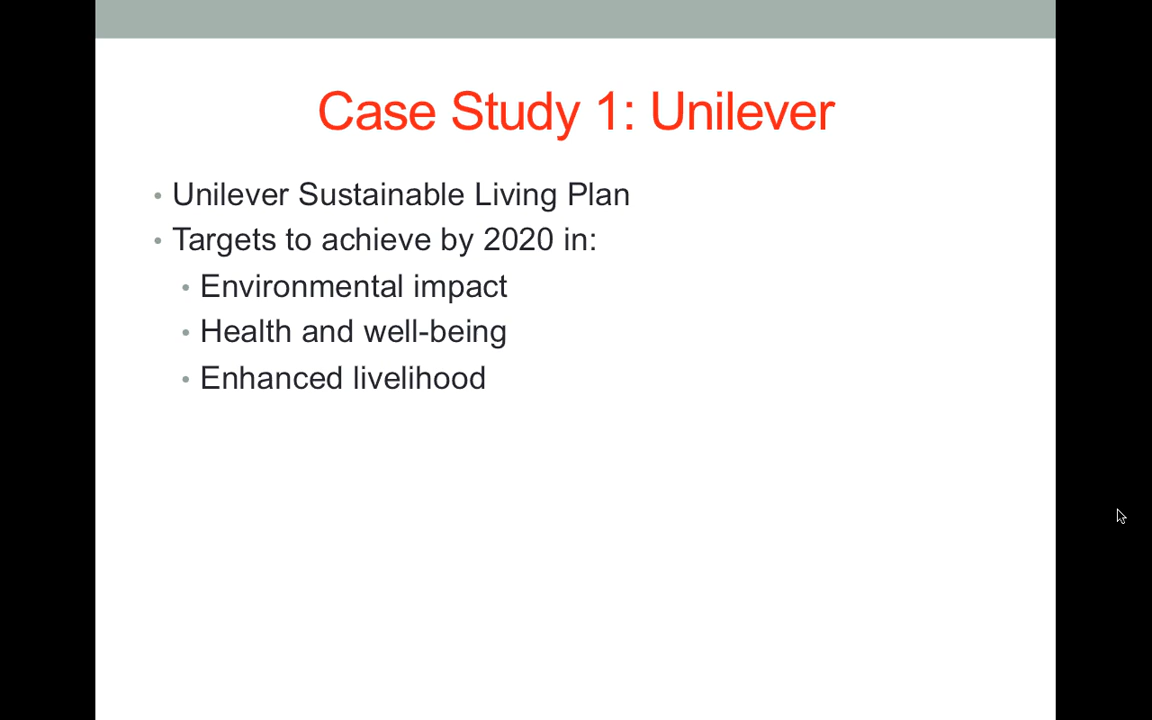 Case Study 1: Unilever
• Unilever Sustainable Living Plan
• Targets to achieve by 2020 in:
• Environmental impact
• Health and well-being
• Enhanced livelihood